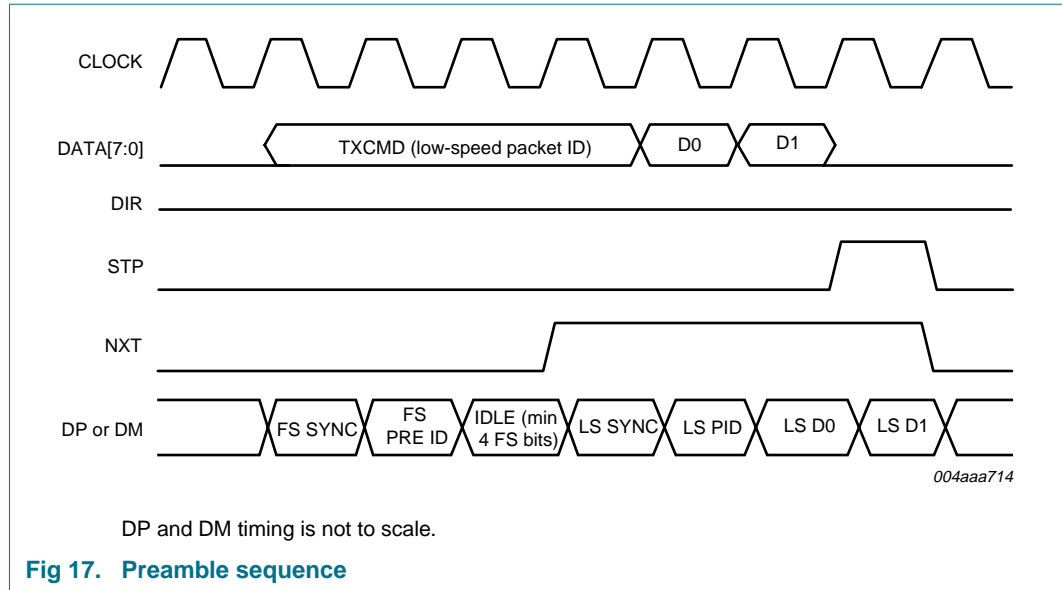 CLOCK
DATA[7:0]
TXCMD (low-speed packet ID)
D0
D1
DIR
STP
NXT
DP or DM
FS SYNC
FS
PRE ID
IDLE (min
4 FS bits)
LS SYNC
LS PID
LS D0
LS D1
004aaa714
DP and DM timing is not to scale.
Fig 17. Preamble sequence